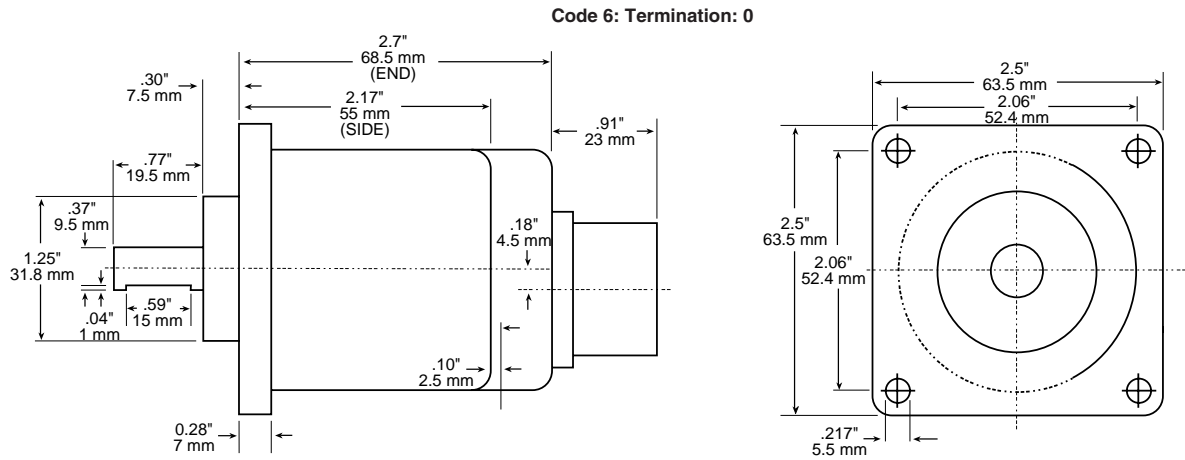 Code 6: Termination: 0
2.7"
68.5 mm
(END)
.30"
7.5 mm
2.17"
55 mm
(SIDE)
.91"
23 mm
.77"
19.5 mm
.37"
9.5 mm
.18"
4.5 mm
1.25"
31.8 mm
.59"
15 mm
.04"
1 mm
.10"
2.5 mm
0.28"
7 mm
2.5"
63.5 mm
2.06"
52.4 mm
2.5"
63.5 mm
2.06"
52.4 mm
.217"
5.5 mm